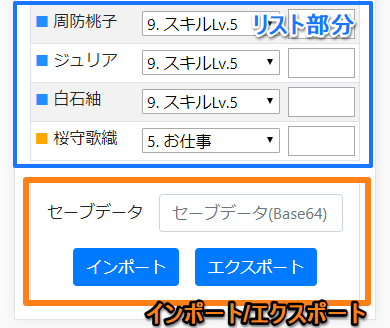 周防桃子 9. スキルLv.5 リスト部分
ジュリア 9. スキルLv.5
白石紬 9. スキルLv.5
桜守歌織 5. お仕事
セーブデータ セーブデータ(Base64)
インポート エクスポート
インポート/エクスポート